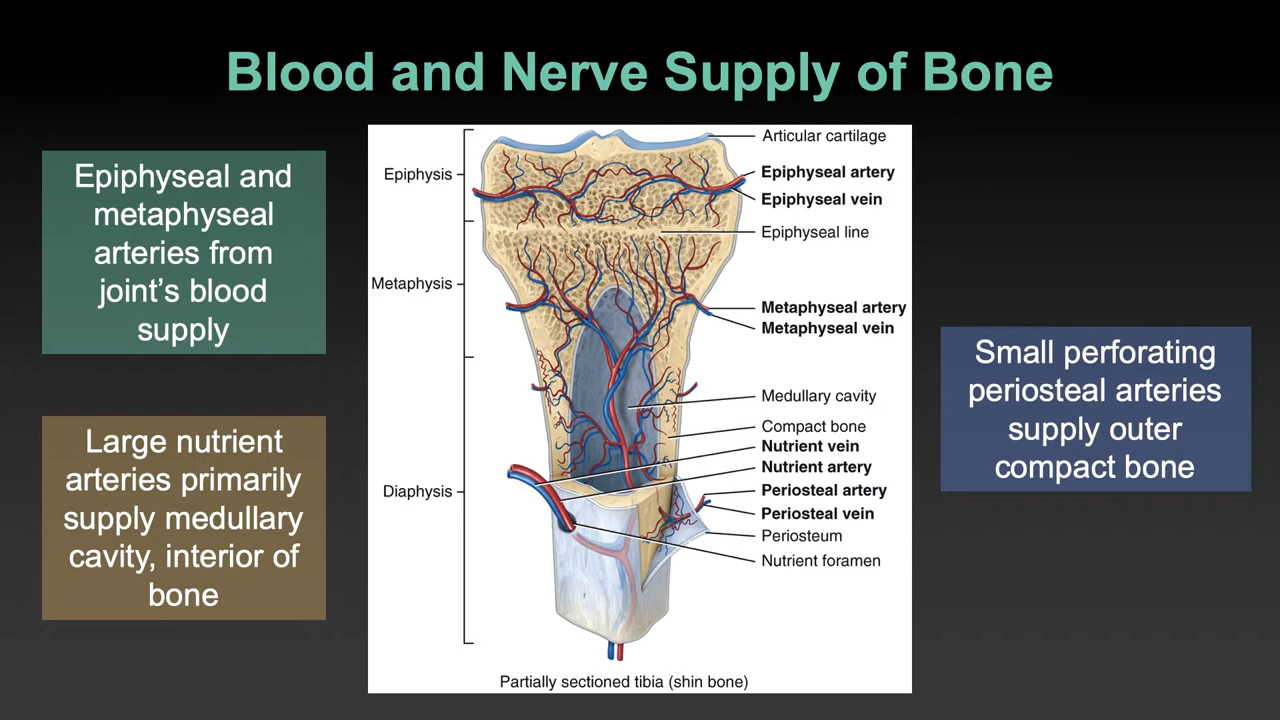 Blood and Nerve Supply of Bone
Epiphyseal and
metaphyseal
arteries from
joint’s blood
supply
Large nutrient
arteries primarily
supply medullary
cavity, interior of
bone
Epiphysis
Metaphysis
Diaphysis
Articular cartilage
Epiphyseal artery
Epiphyseal vein
Epiphyseal line
Metaphyseal artery
Metaphyseal vein
Medullary cavity
Compact bone
Nutrient vein
Nutrient artery
Periosteal artery
Periosteal vein
Periosteum
Nutrient foramen
Partially sectioned tibia (shin bone)
Small perforating
periosteal arteries
supply outer
compact bone